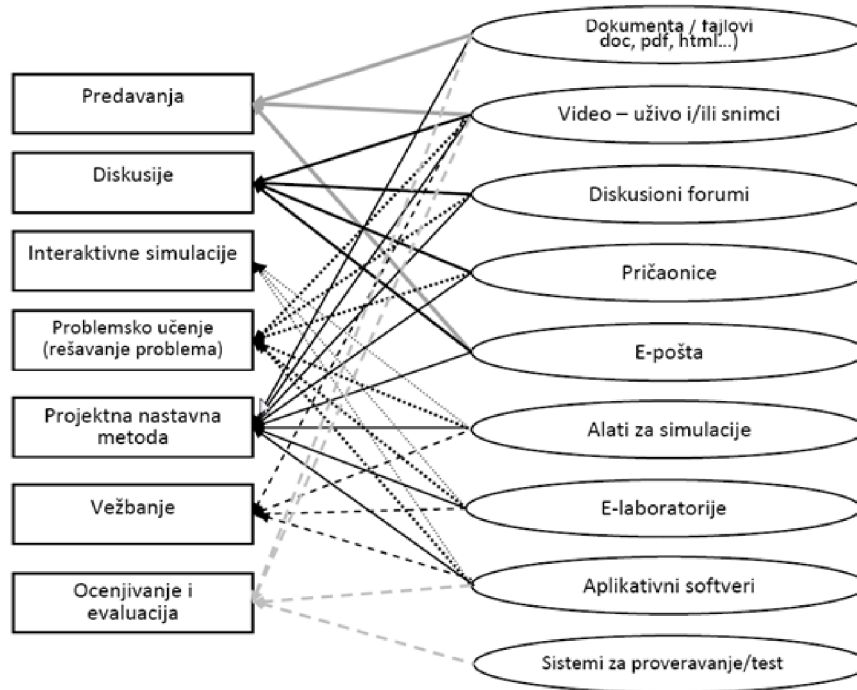 Predavanja
Diskusije
Interaktivne simulacije
Problemsko učenje
(rešavanje problema)
Projektna nastavna
metoda
Vežbanje
Ocenjivanje i
evaluacija
Dokumenta / fajlovi
doc, pdf, html...)
Video – uživo i/ili snimci
Diskusioni forumi
Pričaonice
E-pošta
Alati za simulacije
E-laboratorije
Aplikativni softveri
Sistemi za proveravanje/test